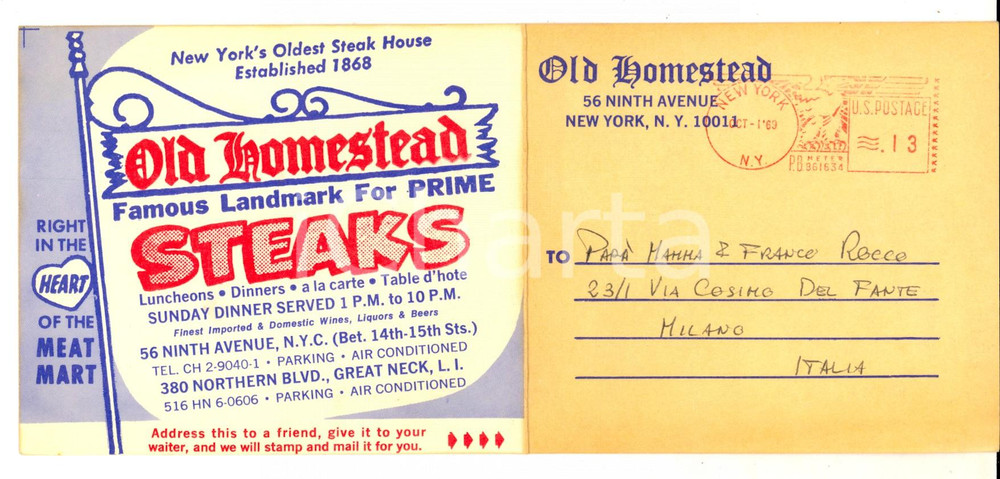 New York's Oldest Steak House
Established 1868
Old Homestead
Famous Landmark For PRIME
STEAKS
Luncheons • Dinners • a la carte • Table d'hote
SUNDAY DINNER SERVED 1 P.M. to 10 P.M.
Finest Imported & Domestic Wines, Liquors & Beers
56 NINTH AVENUE, N.Y.C. (Bet. 14th-15th Sts.)
TEL. CH 2-9040-1 • PARKING • AIR CONDITIONED
380 NORTHERN BLVD., GREAT NECK, L. I.
516 HN 6-0606 • PARKING • AIR CONDITIONED
RIGHT
IN THE
HEART
OF THE
MEAT
MART
Address this to a friend, give it to your
waiter, and we will stamp and mail it for you.
Old Homestead
56 NINTH AVENUE
NEW YORK, N. Y. 10011
NEW YORK
OCT-1'69
N.Y.
U.S. POSTAGE
.13
P.B. METER
961634
TO PAPÀ MAMMA & FRANCO ROCCO
23/1 VIA COSIMO DEL FANTE
MILANO
ITALIA